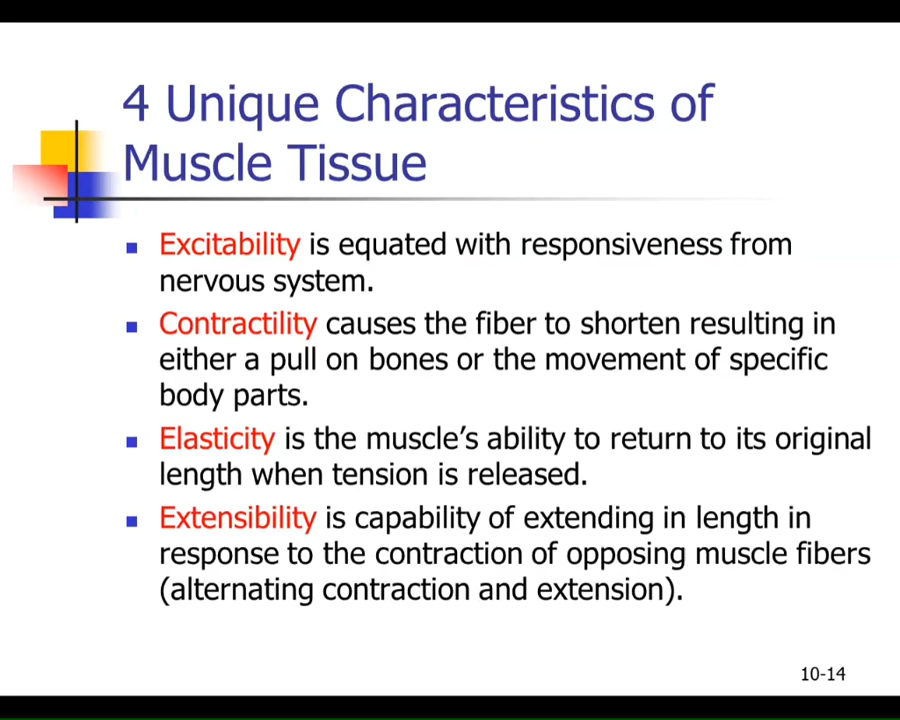 4 Unique Characteristics of
Muscle Tissue
Excitability is equated with responsiveness from
nervous system.
Contractility causes the fiber to shorten resulting in
either a pull on bones or the movement of specific
body parts.
Elasticity is the muscle’s ability to return to its original
length when tension is released.
Extensibility is capability of extending in length in
response to the contraction of opposing muscle fibers
(alternating contraction and extension).
10-14